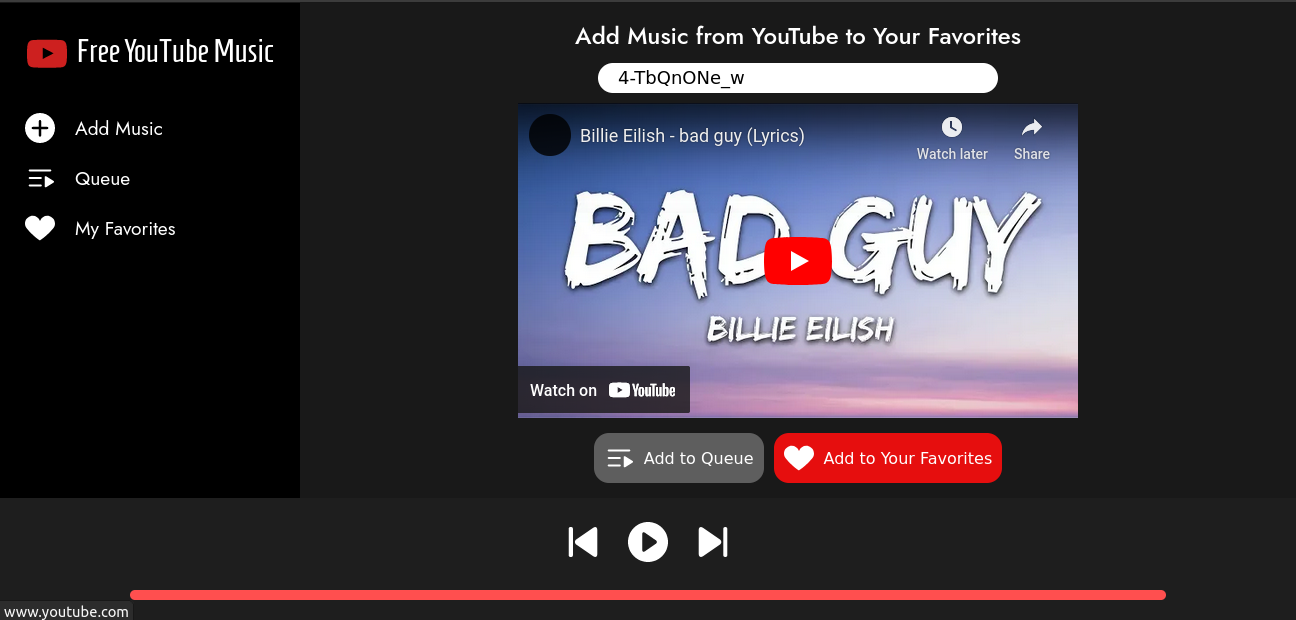 Free YouTube Music
Add Music
Queue
My Favorites
Add Music from YouTube to Your Favorites
4-TbQnONe_w
Billie Eilish - bad guy (Lyrics)
Watch later
Share
BAD GUY
BILLIE EILISH
Watch on YouTube
Add to Queue
Add to Your Favorites
www.youtube.com